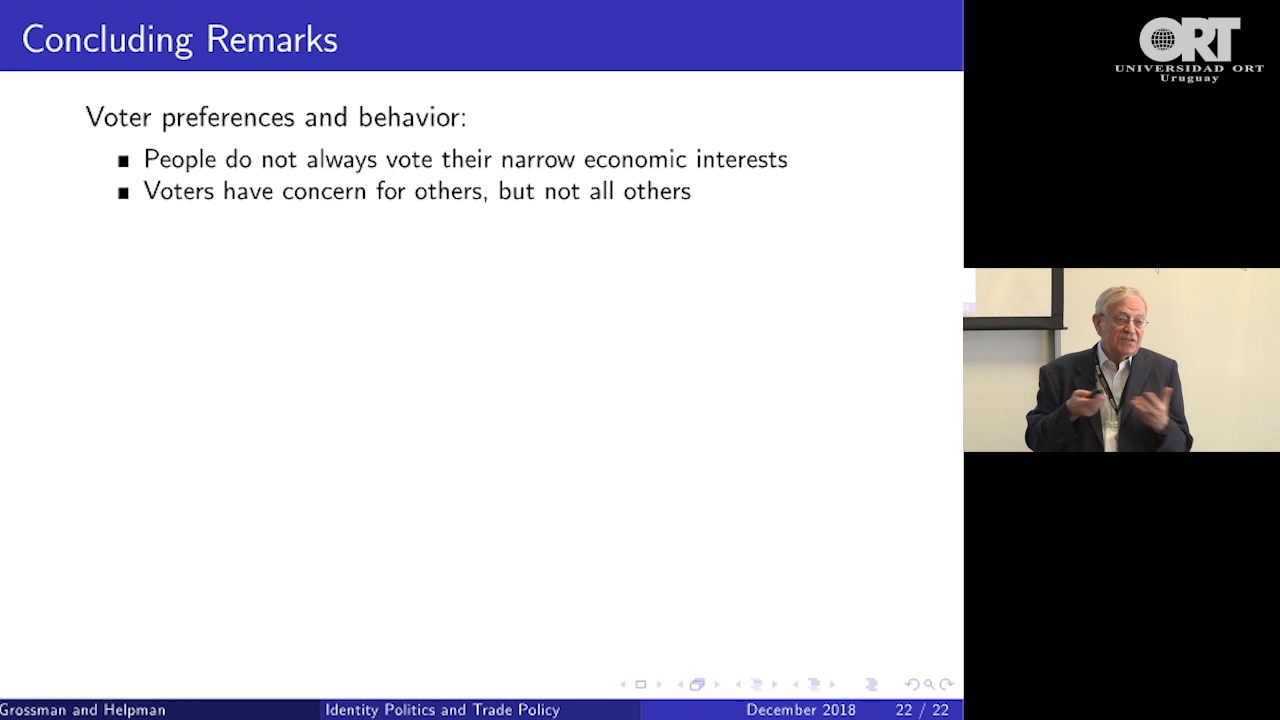 Concluding Remarks
ORT
UNIVERSIDAD ORT
Uruguay
Voter preferences and behavior:
People do not always vote their narrow economic interests
Voters have concern for others, but not all others
Grossman and Helpman
Identity Politics and Trade Policy
December 2018
22 / 22